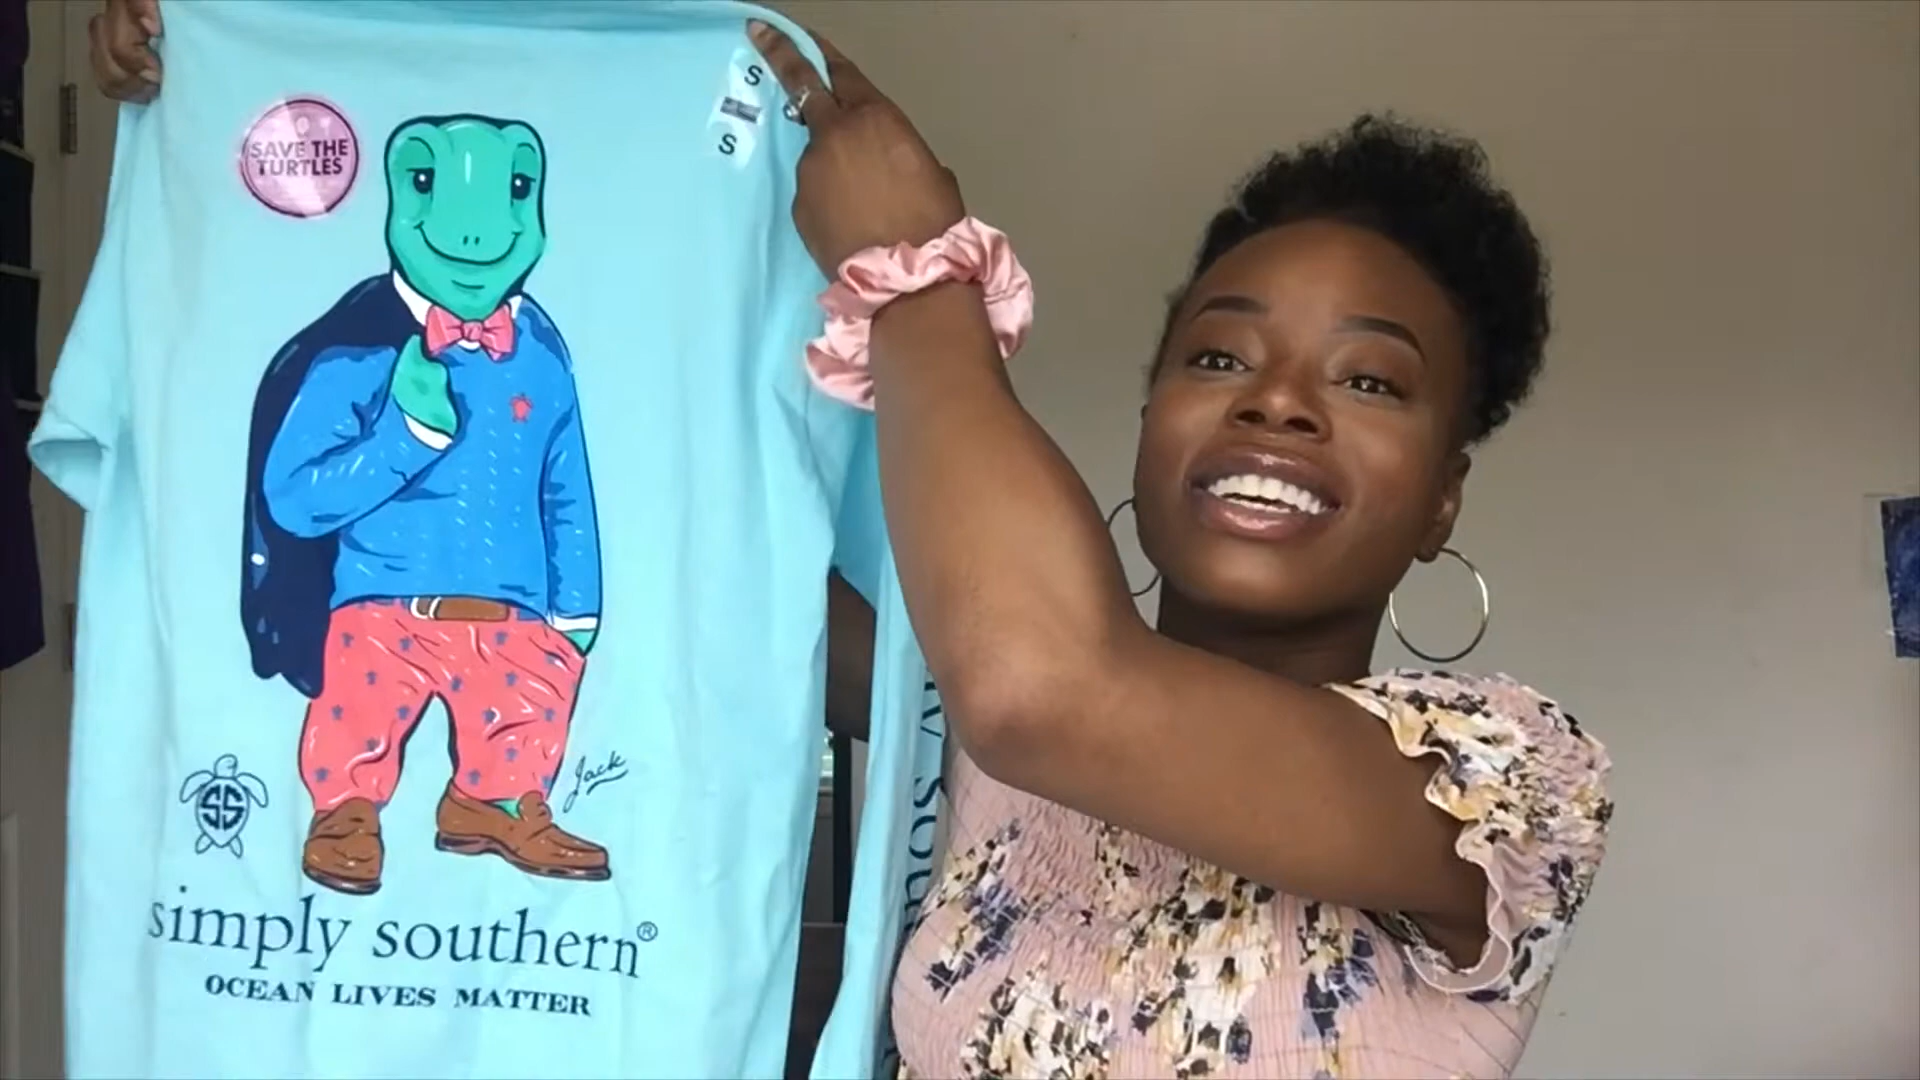 S
S
SAVE THE
TURTLES
Jack
SS
simply southern®
OCEAN LIVES MATTER